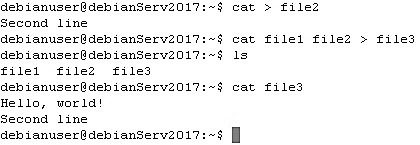 debianuser@debianServ2017:~$ cat > file2
Second line
debianuser@debianServ2017:~$ cat file1 file2 > file3
debianuser@debianServ2017:~$ ls
file1  file2  file3
debianuser@debianServ2017:~$ cat file3
Hello, world!
Second line
debianuser@debianServ2017:~$